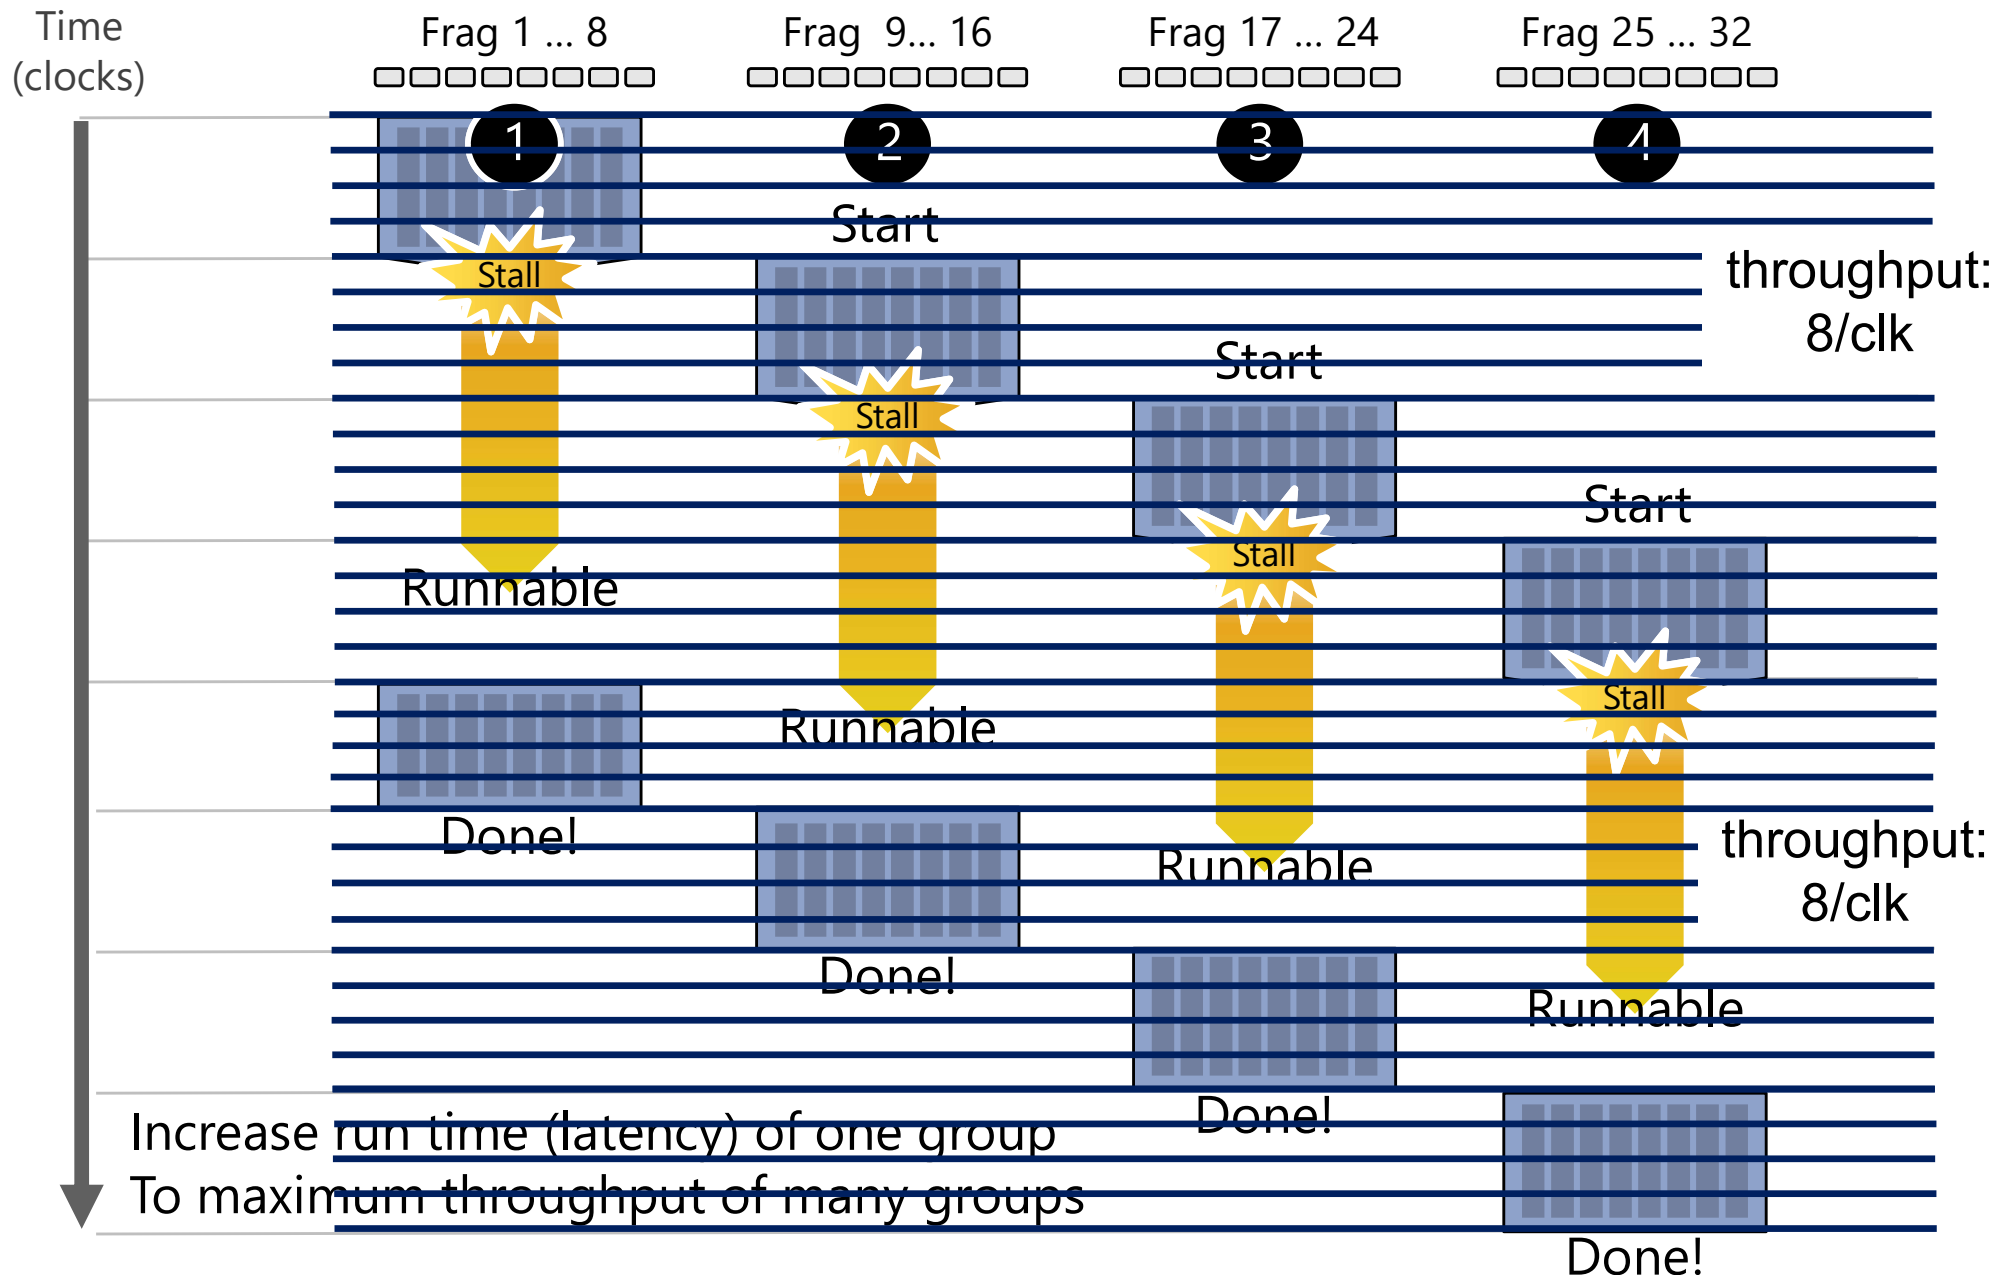 Time
(clocks)
Frag 1 ... 8
Frag  9... 16
Frag 17 ... 24
Frag 25 ... 32
1
2
3
4
Start
Stall
throughput:
8/clk
Start
Stall
Start
Stall
Runnable
Stall
Runnable
Done!
throughput:
8/clk
Runnable
Done!
Runnable
Done!
Increase run time (latency) of one group
To maximum throughput of many groups
Done!